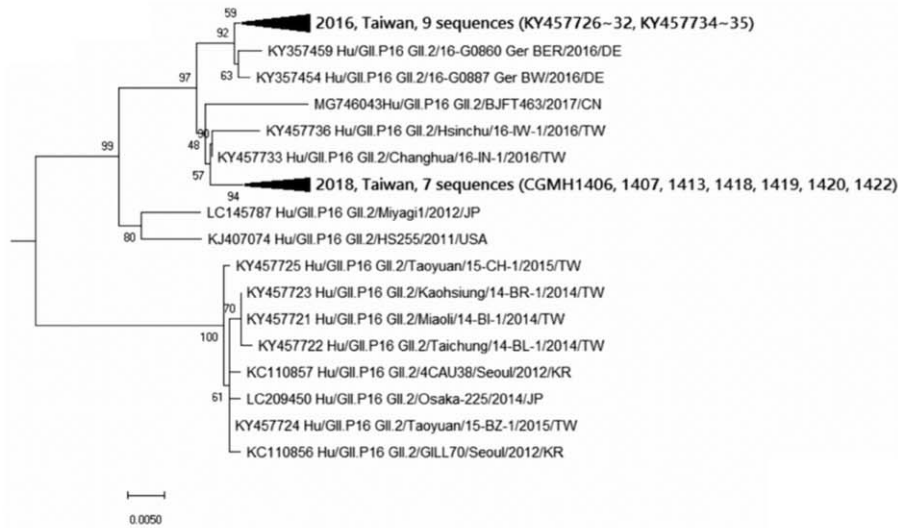 59
2016, Taiwan, 9 sequences (KY457726~32, KY457734~35)
92
KY357459 Hu/GII.P16 GII.2/16-G0860 Ger BER/2016/DE
63
KY357454 Hu/GII.P16 GII.2/16-G0887 Ger BW/2016/DE
97
MG746043Hu/GII.P16 GII.2/BJFT463/2017/CN
90
KY457736 Hu/GII.P16 GII.2/Hsinchu/16-IW-1/2016/TW
99
48
KY457733 Hu/GII.P16 GII.2/Changhua/16-IN-1/2016/TW
57
2018, Taiwan, 7 sequences (CGMH1406, 1407, 1413, 1418, 1419, 1420, 1422)
94
LC145787 Hu/GII.P16 GII.2/Miyagi1/2012/JP
80
KJ407074 Hu/GII.P16 GII.2/HS255/2011/USA
KY457725 Hu/GII.P16 GII.2/Taoyuan/15-CH-1/2015/TW
KY457723 Hu/GII.P16 GII.2/Kaohsiung/14-BR-1/2014/TW
70
KY457721 Hu/GII.P16 GII.2/Miaoli/14-BI-1/2014/TW
100
KY457722 Hu/GII.P16 GII.2/Taichung/14-BL-1/2014/TW
KC110857 Hu/GII.P16 GII.2/4CAU38/Seoul/2012/KR
61
LC209450 Hu/GII.P16 GII.2/Osaka-225/2014/JP
KY457724 Hu/GII.P16 GII.2/Taoyuan/15-BZ-1/2015/TW
KC110856 Hu/GII.P16 GII.2/GILL70/Seoul/2012/KR
0.0050